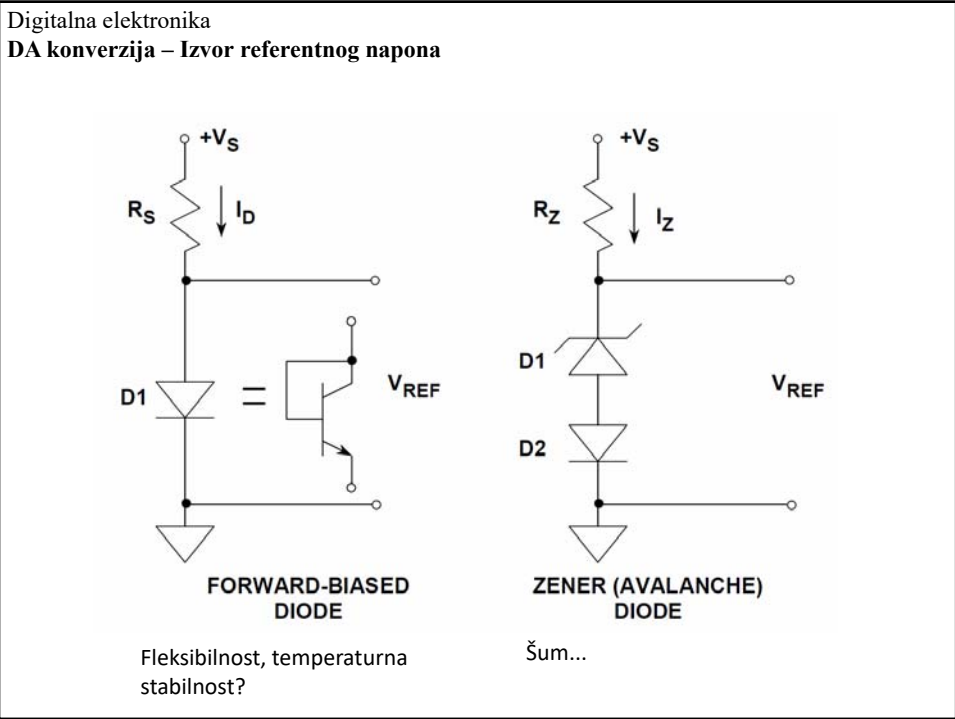 Digitalna elektronika
DA konverzija – Izvor referentnog napona
+VS
RS
ID
D1
=
VREF
FORWARD-BIASED
DIODE
+VS
RZ
IZ
D1
D2
VREF
ZENER (AVALANCHE)
DIODE
Fleksibilnost, temperaturna
stabilnost?
Šum...